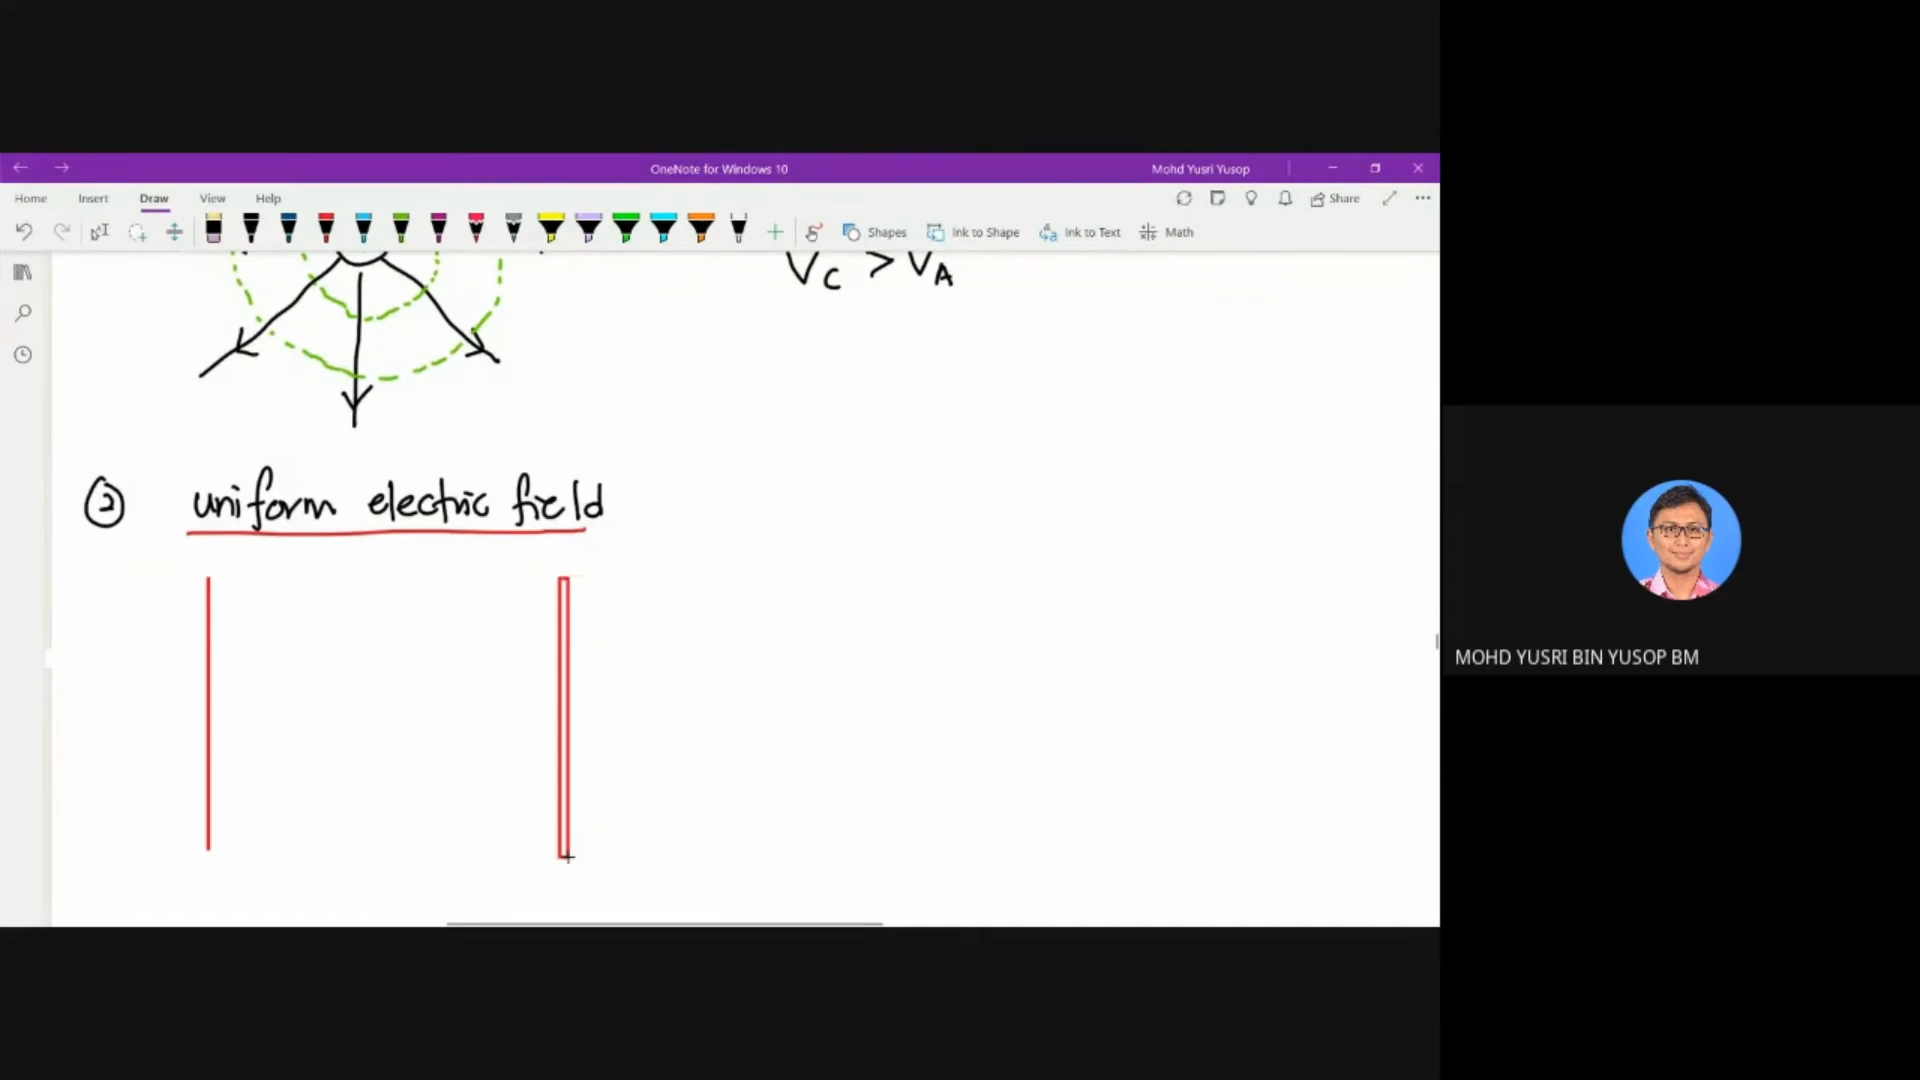 OneNote for Windows 10
Mohd Yusri Yusop
Home Insert Draw View Help
Share
Shapes Ink to Shape Ink to Text Math
VC > VA
② uniform electric field
MOHD YUSRI BIN YUSOP BM